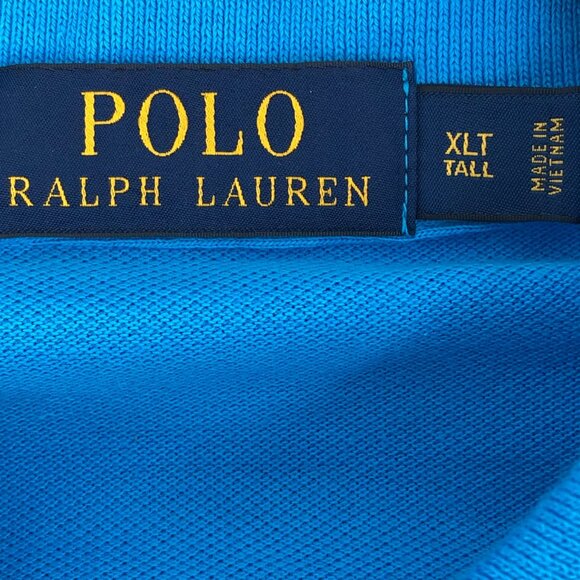 POLO
RALPH LAUREN
XLT
TALL
MADE IN
VIETNAM